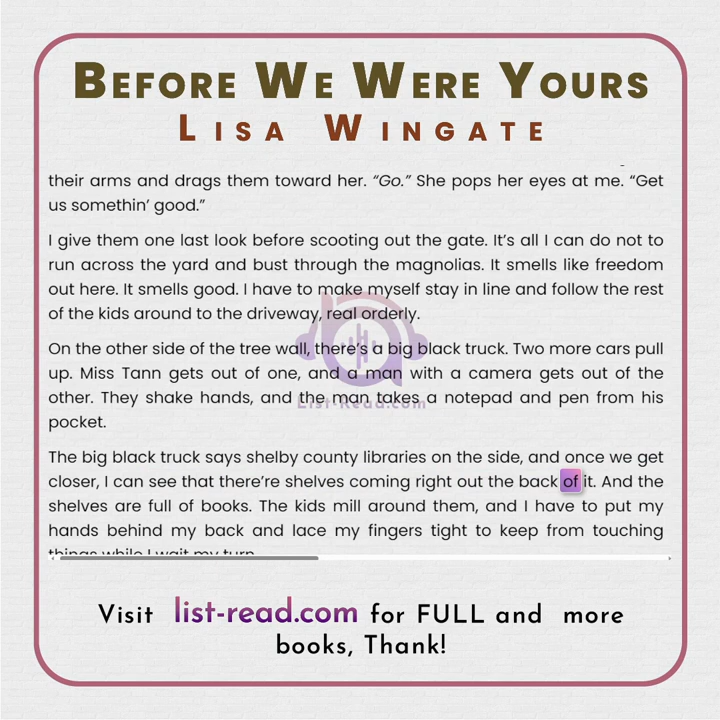 BEFORE WE WERE YOURS
LISA WINGATE
their arms and drags them toward her. “Go.” She pops her eyes at me. “Get
us somethin’ good.”
I give them one last look before scooting out the gate. It’s all I can do not to
run across the yard and bust through the magnolias. It smells like freedom
out here. It smells good. I have to make myself stay in line and follow the rest
of the kids around to the driveway, real orderly.
On the other side of the tree wall, there’s a big black truck. Two more cars pull
up. Miss Tann gets out of one, and a man with a camera gets out of the
other. They shake hands, and the man takes a notepad and pen from his
List-Read.com
pocket.
The big black truck says shelby county libraries on the side, and once we get
closer, I can see that there’re shelves coming right out the back of it. And the
shelves are full of books. The kids mill around them, and I have to put my
hands behind my back and lace my fingers tight to keep from touching
things while I wait my turn.
Visit list-read.com for FULL and more
books, Thank!